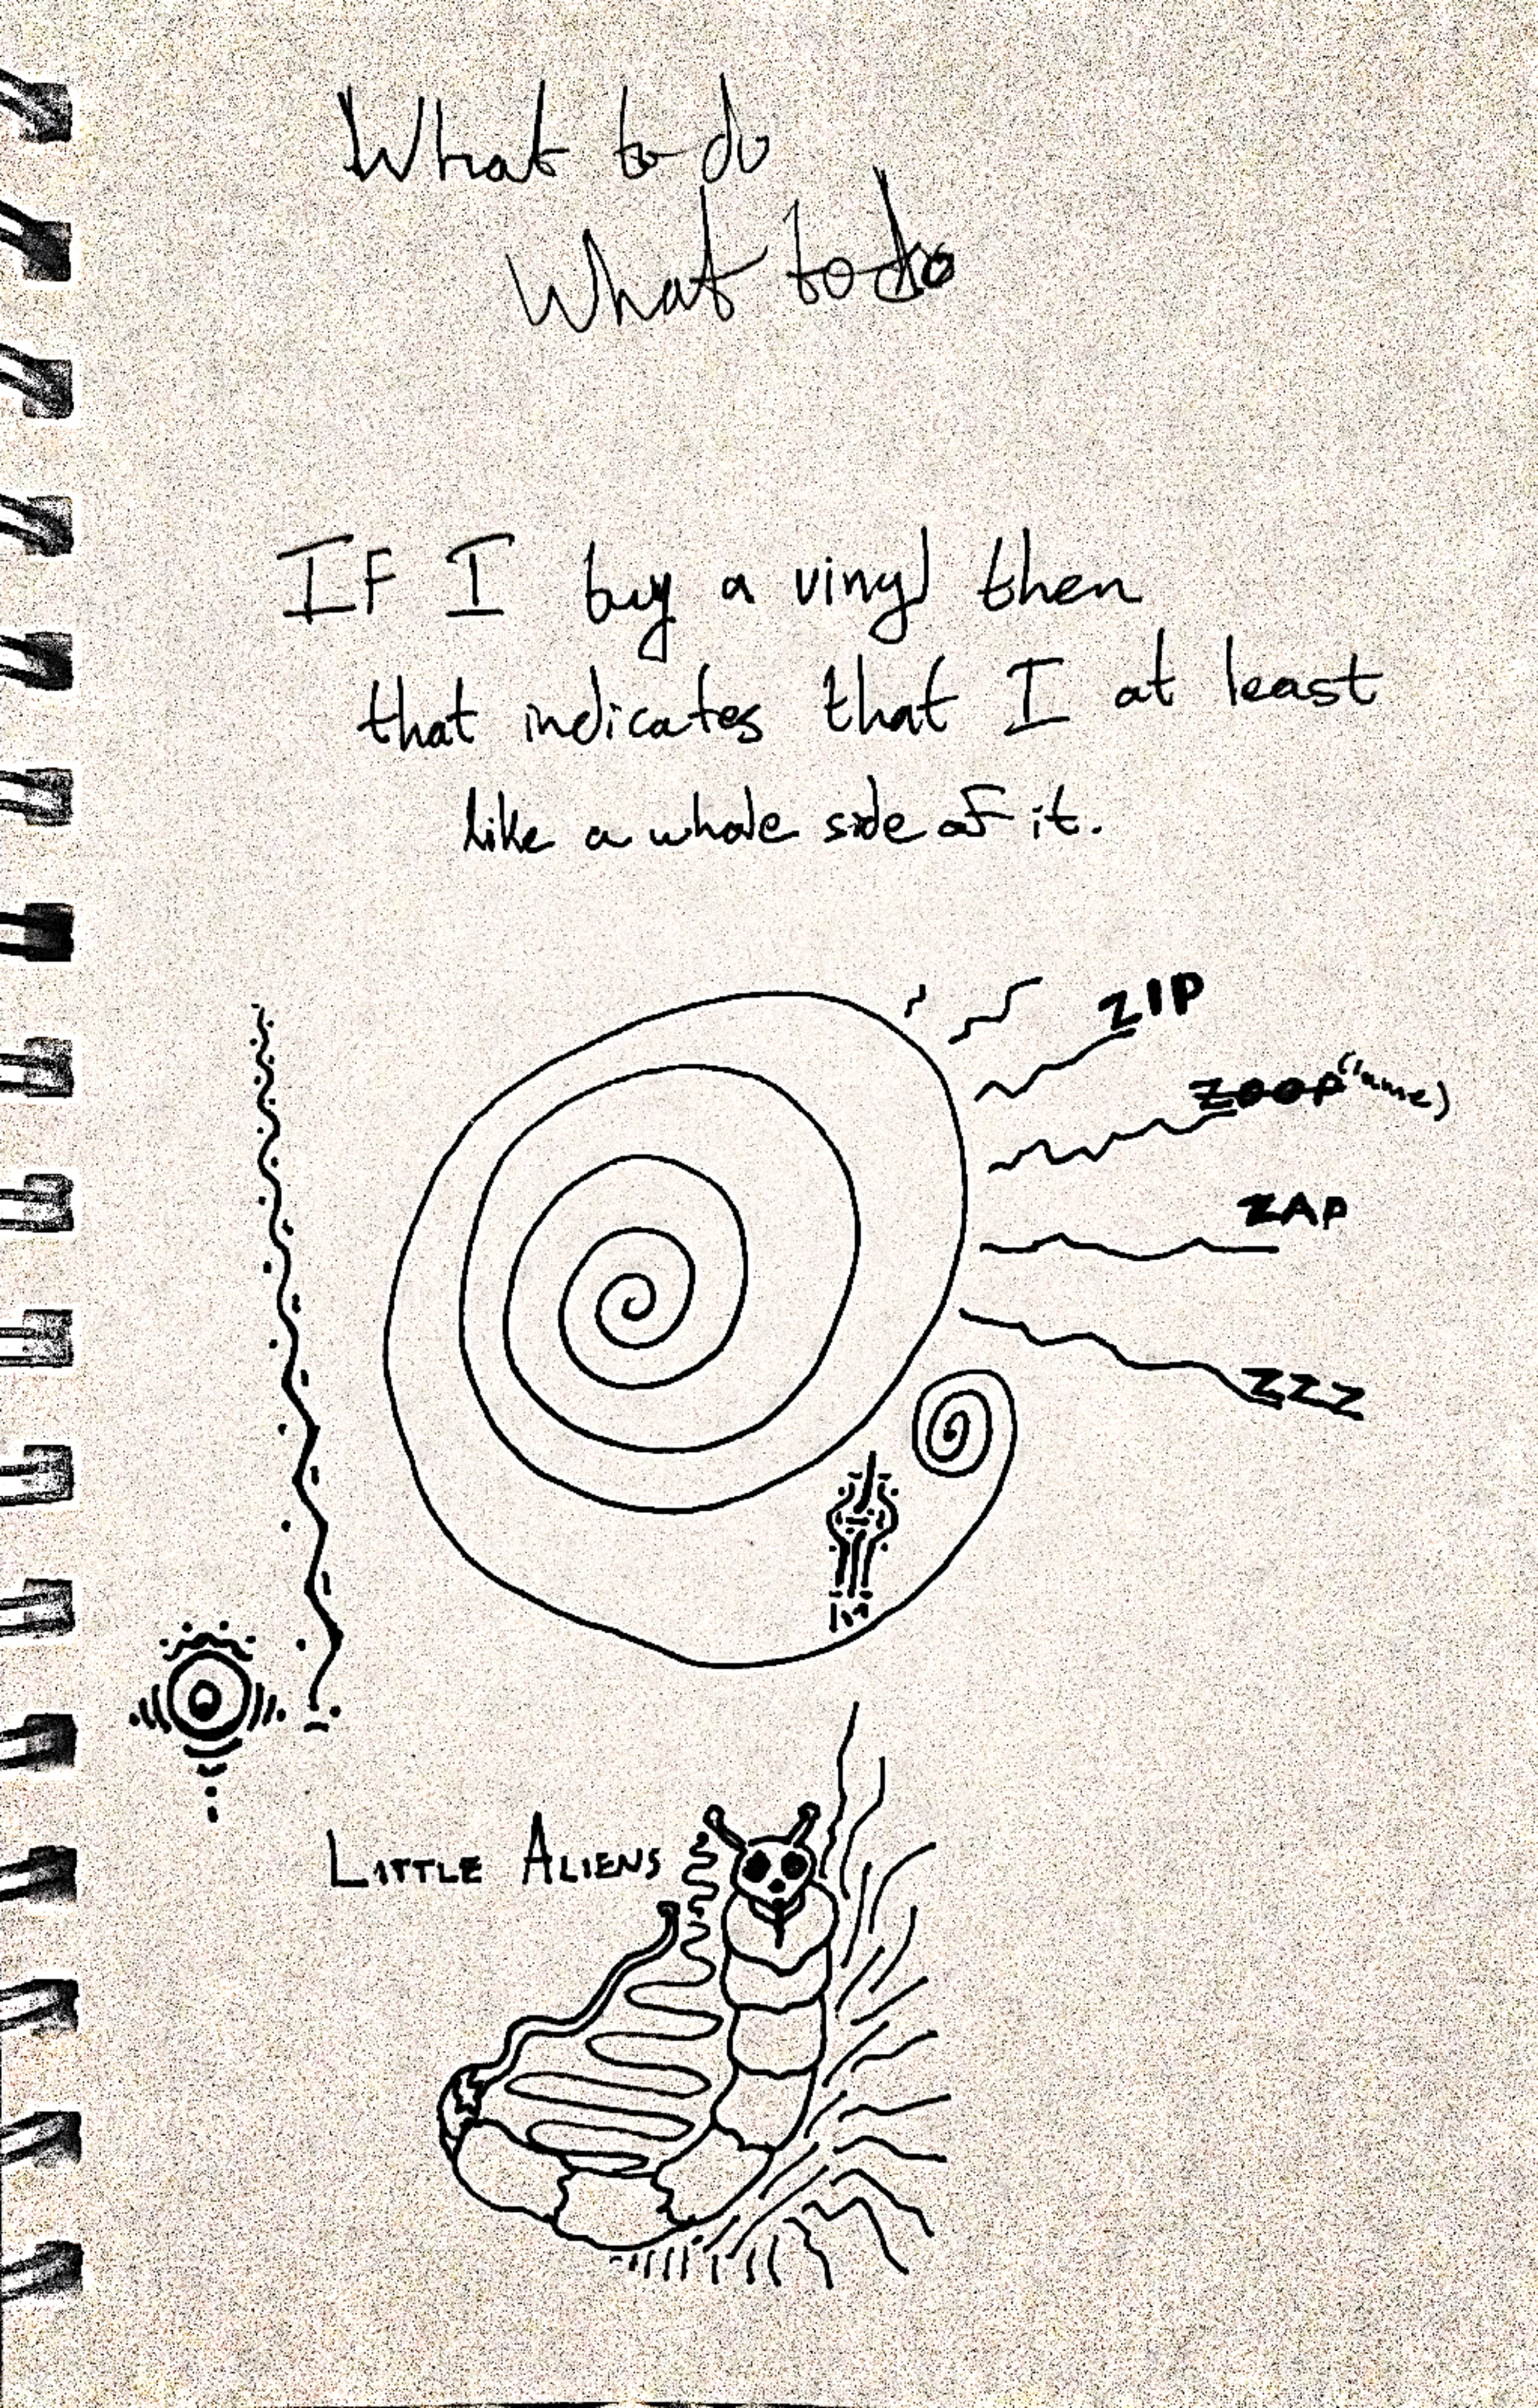 What to do
What to do
IF I buy a vinyl then
that indicates that I at least
like a whole side of it.
ZIP
ZOOP (lame)
ZAP
ZZZ
LITTLE ALIENS